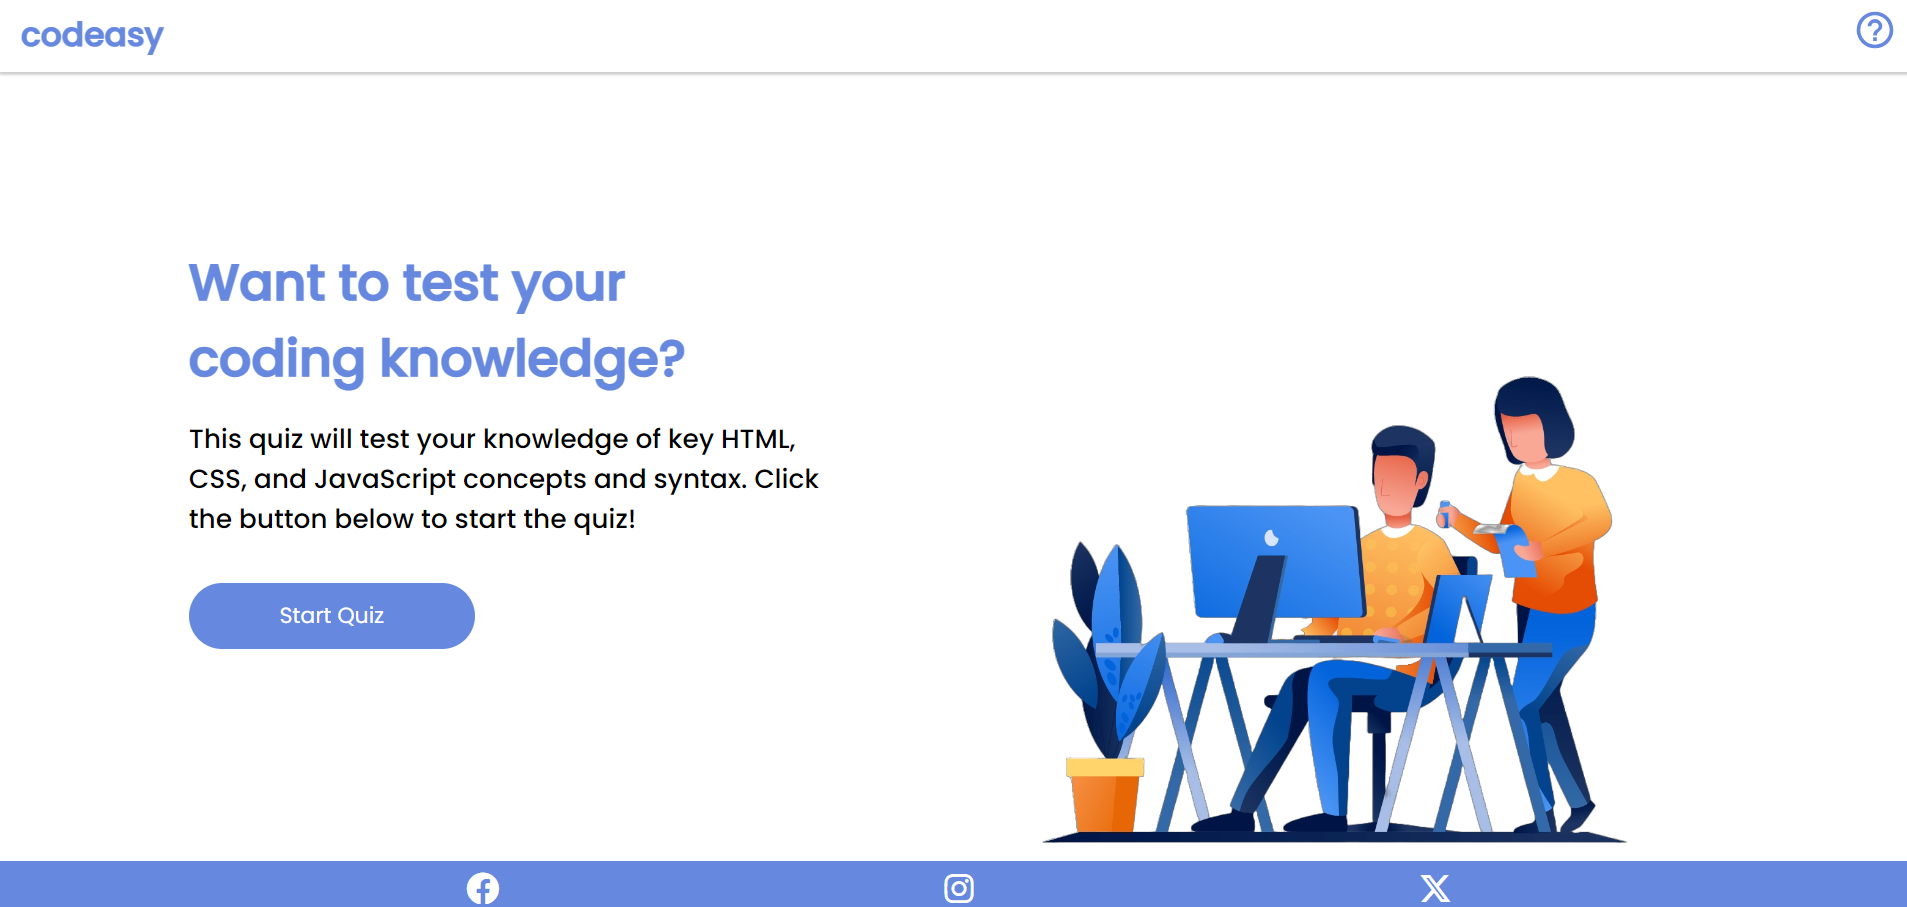 codeasy
Want to test your
coding knowledge?
This quiz will test your knowledge of key HTML,
CSS, and JavaScript concepts and syntax. Click
the button below to start the quiz!
Start Quiz